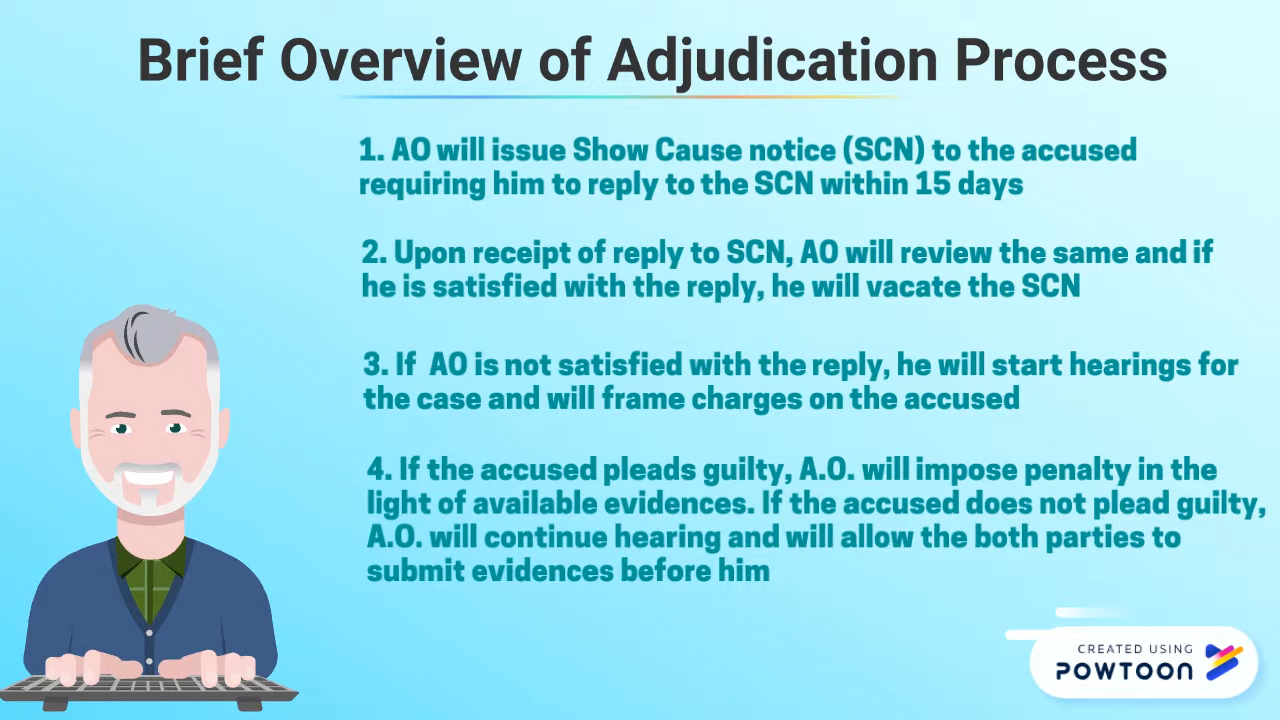 Brief Overview of Adjudication Process
1. AO will issue Show Cause notice (SCN) to the accused
requiring him to reply to the SCN within 15 days
2. Upon receipt of reply to SCN, AO will review the same and if
he is satisfied with the reply, he will vacate the SCN
3. If AO is not satisfied with the reply, he will start hearings for
the case and will frame charges on the accused
4. If the accused pleads guilty, A.O. will impose penalty in the
light of available evidences. If the accused does not plead guilty,
A.O. will continue hearing and will allow the both parties to
submit evidences before him
CREATED USING
POWTOON